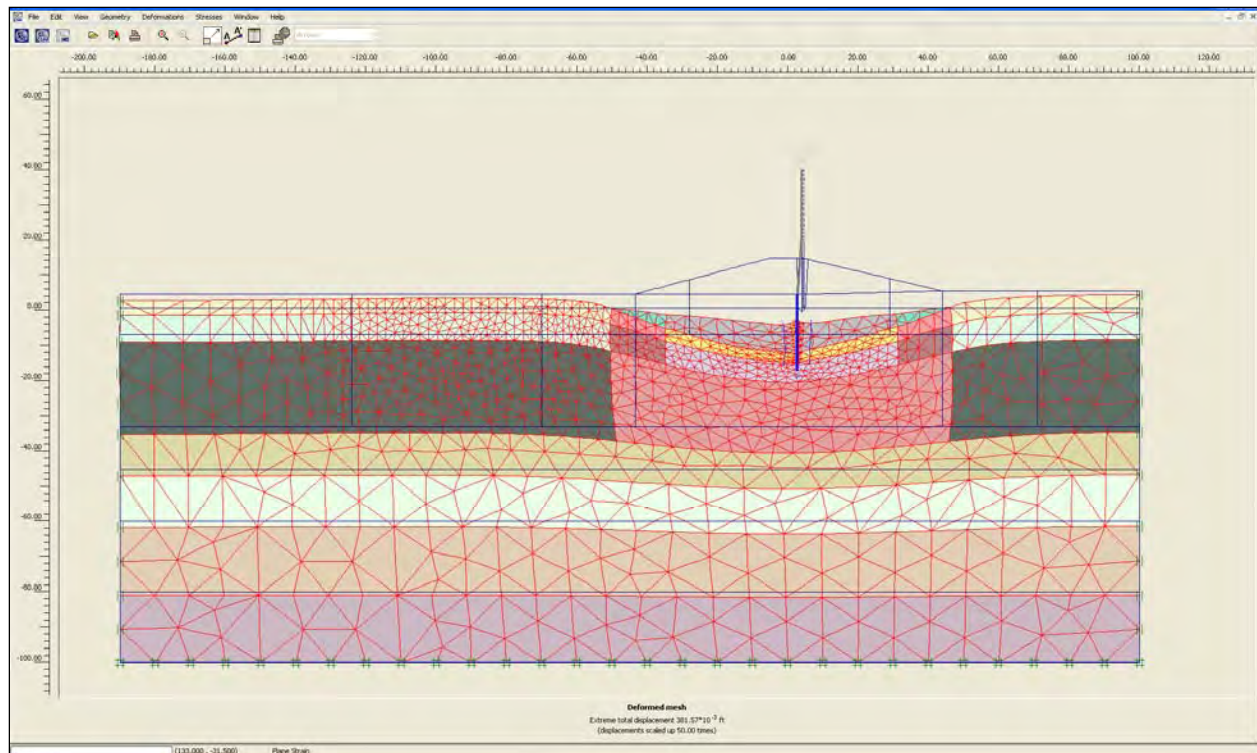 File Edit View Geometry Deformations Stresses Window Help
-200.00 -180.00 -160.00 -140.00 -120.00 -100.00 -80.00 -60.00 -40.00 -20.00 0.00 20.00 40.00 60.00 80.00 100.00 120.00
60.00
40.00
20.00
0.00
-20.00
-40.00
-60.00
-80.00
-100.00
Deformed mesh
Extreme total displacement 381.57*10⁻³ ft
(displacements scaled up 50.00 times)
(133.000 , -31.500) Plane Strain